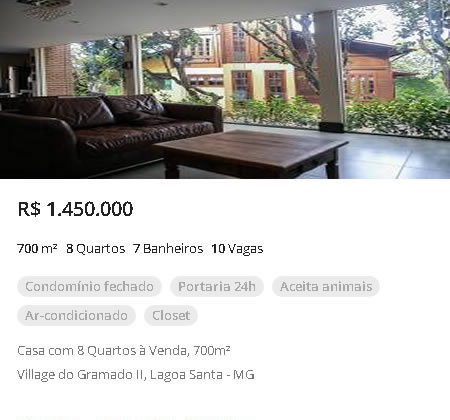 R$ 1.450.000
700 m² 8 Quartos 7 Banheiros 10 Vagas
Condomínio fechado Portaria 24h Aceita animais
Ar-condicionado Closet
Casa com 8 Quartos à Venda, 700m²
Village do Gramado II, Lagoa Santa - MG